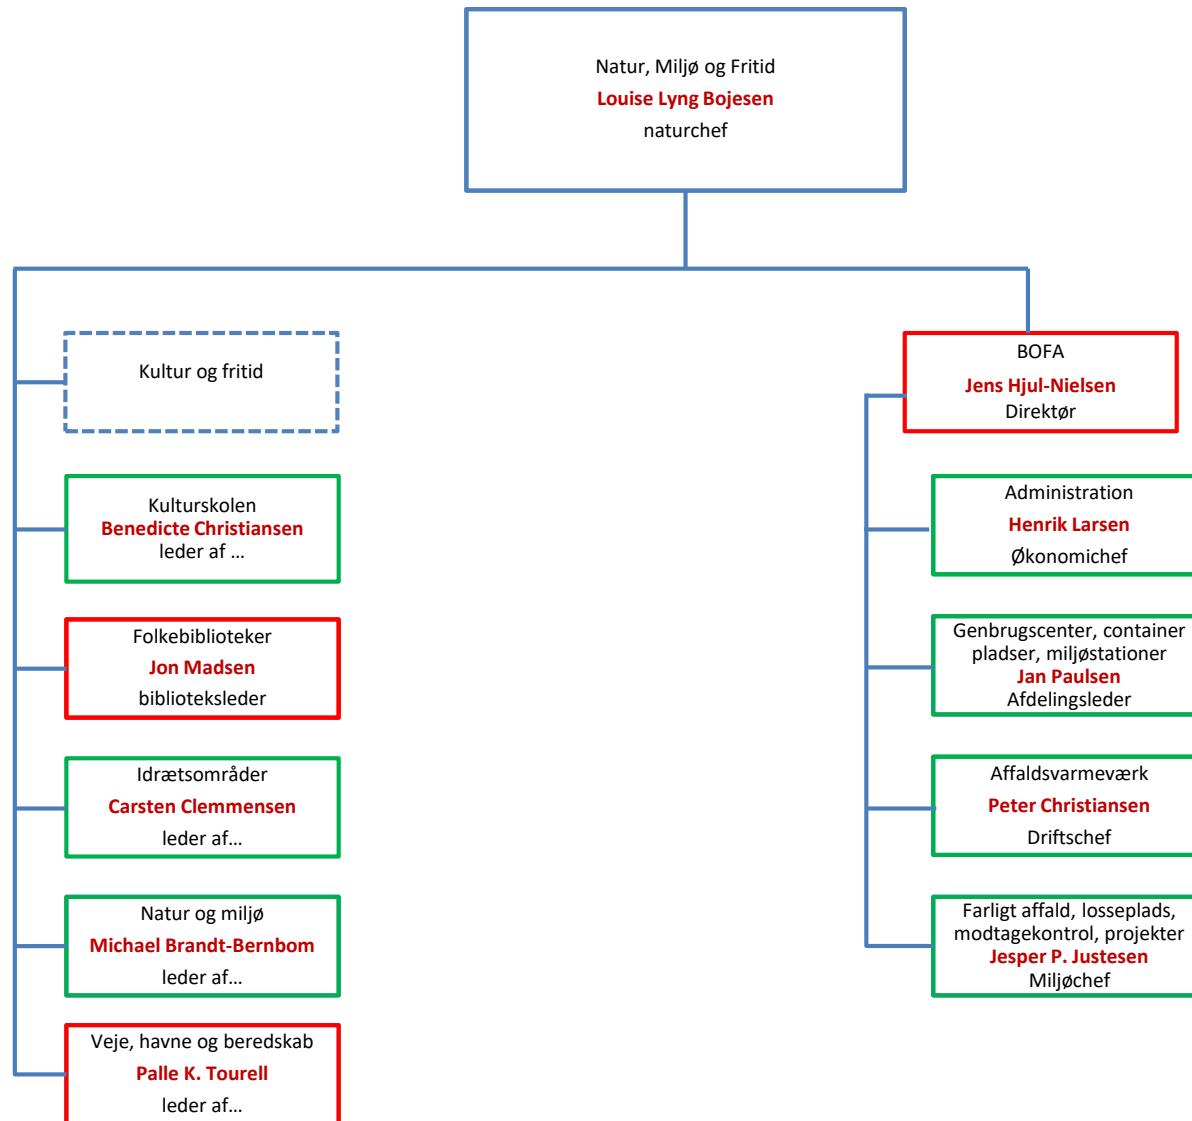 Natur, Miljø og Fritid
Louise Lyng Bojesen
naturchef
Kultur og fritid
Kulturskolen
Benedicte Christiansen
leder af ...
Folkebiblioteker
Jon Madsen
biblioteksleder
Idrætsområder
Carsten Clemmensen
leder af...
Natur og miljø
Michael Brandt-Bernbom
leder af...
Veje, havne og beredskab
Palle K. Tourell
leder af...
BOFA
Jens Hjul-Nielsen
Direktør
Administration
Henrik Larsen
Økonomichef
Genbrugscenter, container
pladser, miljøstationer
Jan Paulsen
Afdelingsleder
Affaldsvarmeværk
Peter Christiansen
Driftschef
Farligt affald, losseplads,
modtagekontrol, projekter
Jesper P. Justesen
Miljøchef